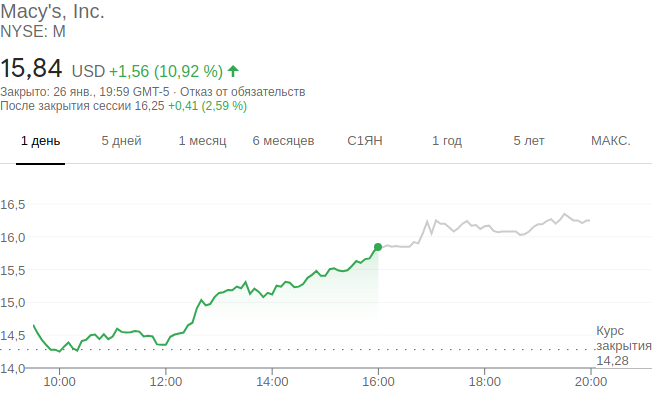 Macy's, Inc.
NYSE: M
15,84 USD +1,56 (10,92 %)
Закрыто: 26 янв., 19:59 GMT-5 · Отказ от обязательств
После закрытия сессии 16,25 +0,41 (2,59 %)
1 день 5 дней 1 месяц 6 месяцев С1ЯН 1 год 5 лет МАКС.
16,5
16,0
15,5
15,0
14,5
14,0
Курс
закрытия
14,28
10:00 12:00 14:00 16:00 18:00 20:00